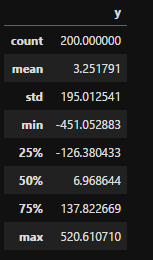 y
count 200.000000
mean 3.251791
std 195.012541
min -451.052883
25% -126.380433
50% 6.968644
75% 137.822669
max 520.610710